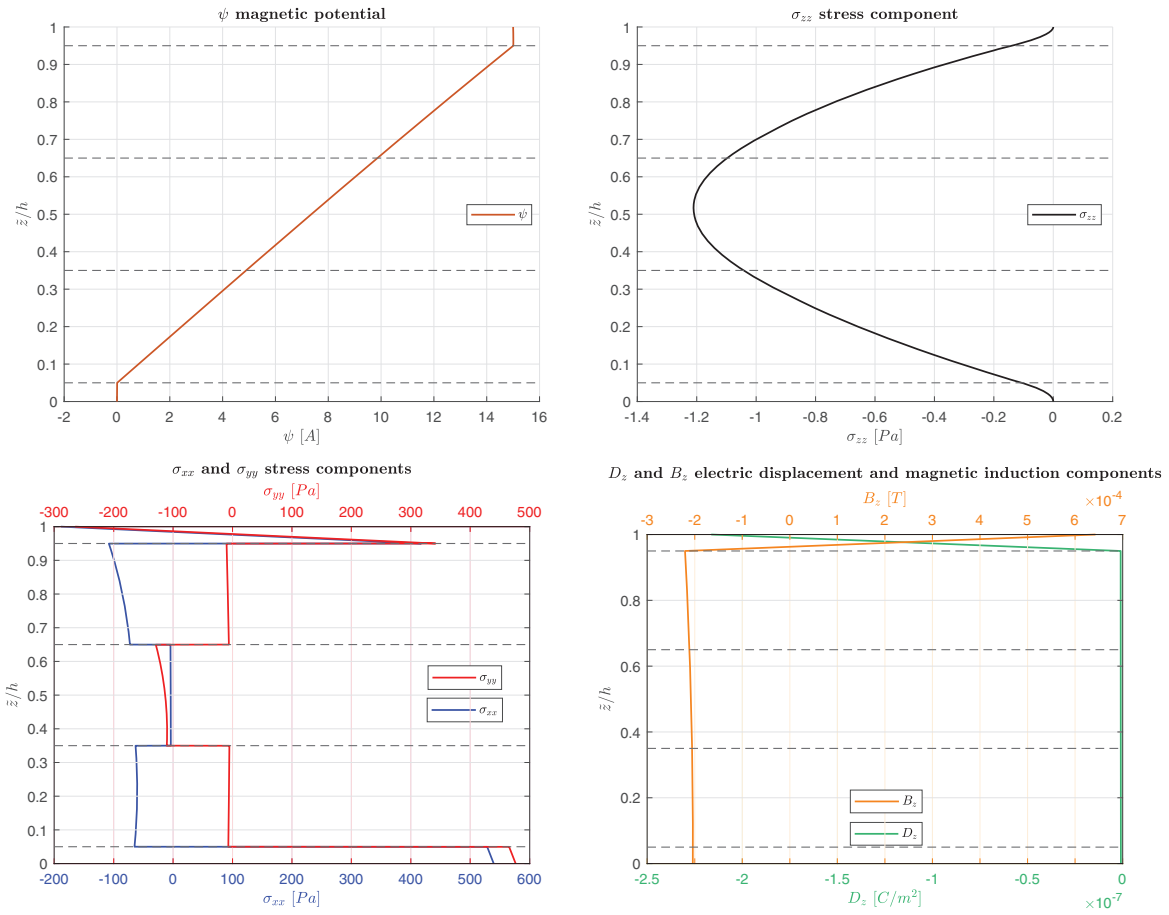 ψ magnetic potential
1
0.9
0.8
0.7
0.6
0.5
0.4
0.3
0.2
0.1
0
z̃/h
ψ
-2 0 2 4 6 8 10 12 14 16
ψ [A]
σzz stress component
1
0.9
0.8
0.7
0.6
0.5
0.4
0.3
0.2
0.1
0
z̃/h
σzz
-1.4 -1.2 -1 -0.8 -0.6 -0.4 -0.2 0 0.2
σzz [Pa]
σxx and σyy stress components
σyy [Pa]
-300 -200 -100 0 100 200 300 400 500
1
0.9
0.8
0.7
0.6
0.5
0.4
0.3
0.2
0.1
0
z̃/h
σyy
σxx
-200 -100 0 100 200 300 400 500 600
σxx [Pa]
Dz and Bz electric displacement and magnetic induction components
Bz [T]
×10-4
-3 -2 -1 0 1 2 3 4 5 6 7
1
0.8
0.6
0.4
0.2
0
z̃/h
Bz
Dz
-2.5 -2 -1.5 -1 -0.5 0
Dz [C/m2]
×10-7